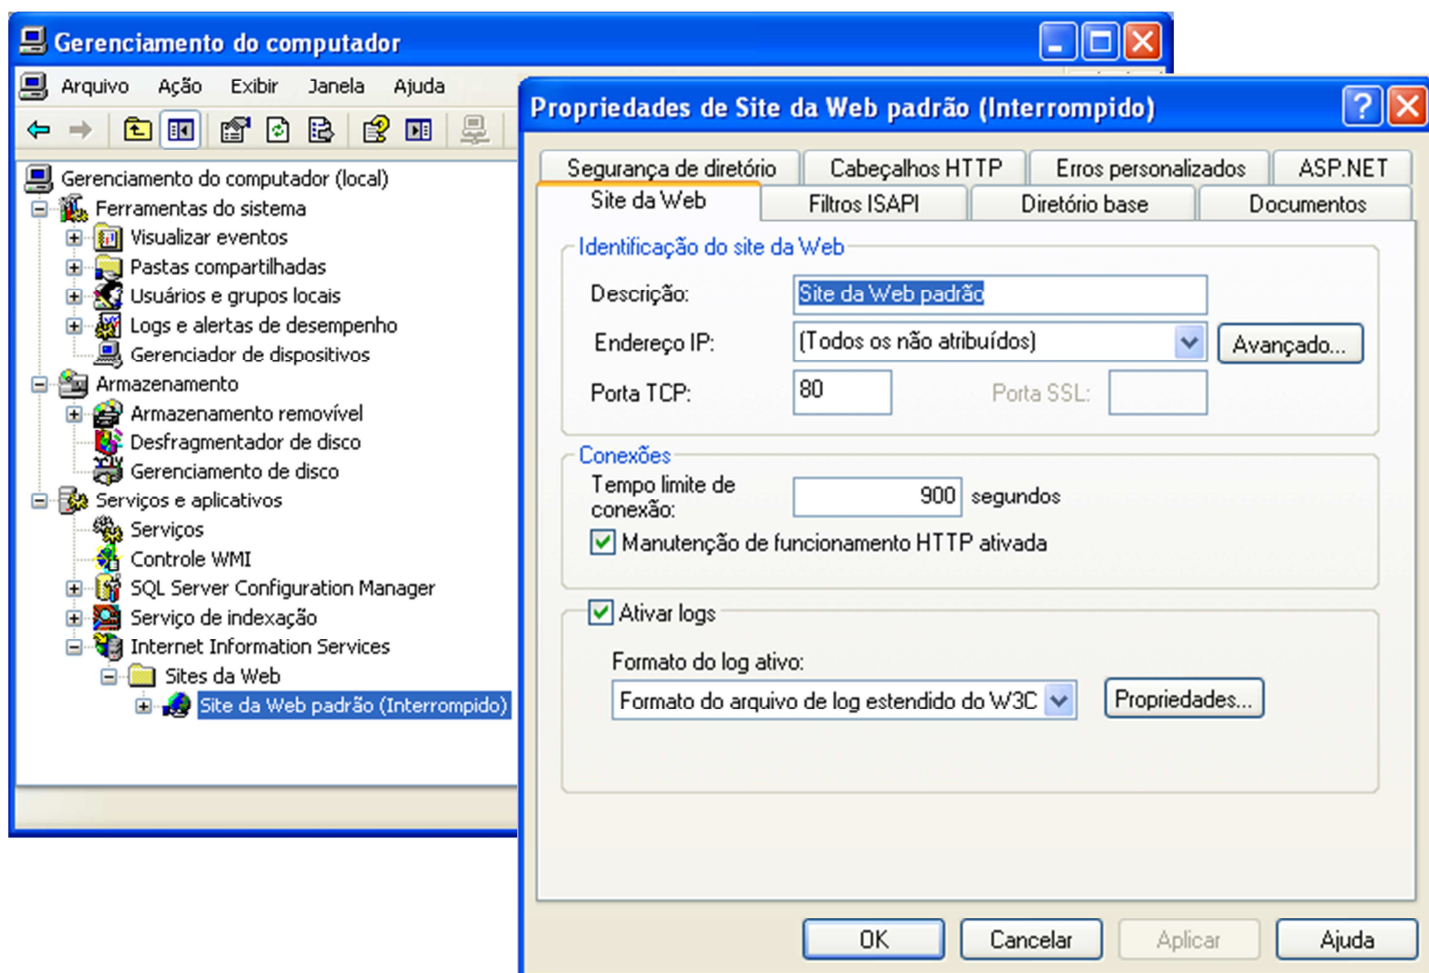 Gerenciamento do computador
Arquivo Ação Exibir Janela Ajuda
Gerenciamento do computador (local)
Ferramentas do sistema
Visualizar eventos
Pastas compartilhadas
Usuários e grupos locais
Logs e alertas de desempenho
Gerenciador de dispositivos
Armazenamento
Armazenamento removível
Desfragmentador de disco
Gerenciamento de disco
Serviços e aplicativos
Serviços
Controle WMI
SQL Server Configuration Manager
Serviço de indexação
Internet Information Services
Sites da Web
Site da Web padrão (Interrompido)
Propriedades de Site da Web padrão (Interrompido)
Segurança de diretório Cabeçalhos HTTP Erros personalizados ASP.NET
Site da Web Filtros ISAPI Diretório base Documentos
Identificação do site da Web
Descrição: Site da Web padrão
Endereço IP: (Todos os não atribuídos) Avançado...
Porta TCP: 80 Porta SSL:
Conexões
Tempo limite de
conexão: 900 segundos
Manutenção de funcionamento HTTP ativada
Ativar logs
Formato do log ativo:
Formato do arquivo de log estendido do W3C Propriedades...
OK Cancelar Aplicar Ajuda